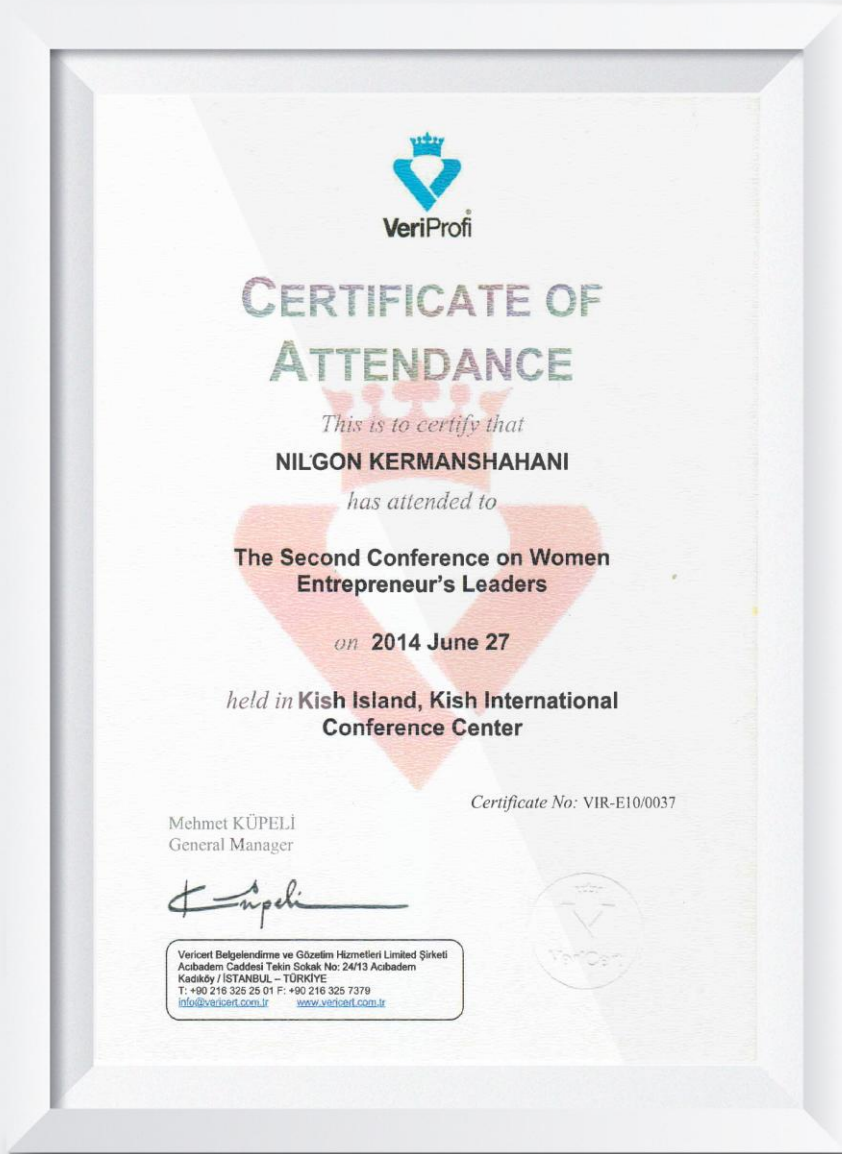 VeriProfi
CERTIFICATE OF
ATTENDANCE
This is to certify that
NIL'GON KERMANSHAHANI
has attended to
The Second Conference on Women
Entrepreneur's Leaders
on 2014 June 27
held in Kish Island, Kish International
Conference Center
Certificate No: VIR-E10/0037
Mehmet KÜPELİ
General Manager
Küpeli
Vericert Belgelendirme ve Gözetim Hizmetleri Limited Şirketi
Acıbadem Caddesi Tekin Sokak No: 24/13 Acıbadem
Kadıköy / İSTANBUL – TÜRKİYE
T: +90 216 325 25 01 F: +90 216 325 7379
info@vericert.com.tr www.vericert.com.tr
VeriCert